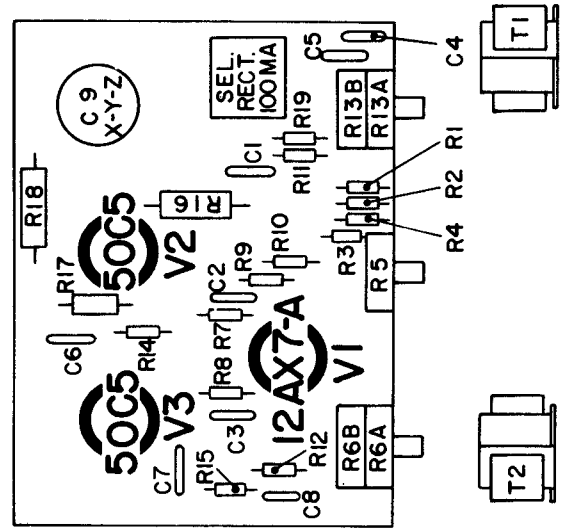 C 9
X-Y-Z
SEL.
RECT.
100MA
C5
C4
T1
R18
R19
R11
C1
R13B
R13A
R1
R2
R4
R16
50C5
V2
R17
R10
R9
C2
R3
R5
R7
C6
R14
R8
12AX7-A
V1
50C5
V3
C3
C7
R15
R12
C8
R6B
R6A
T2